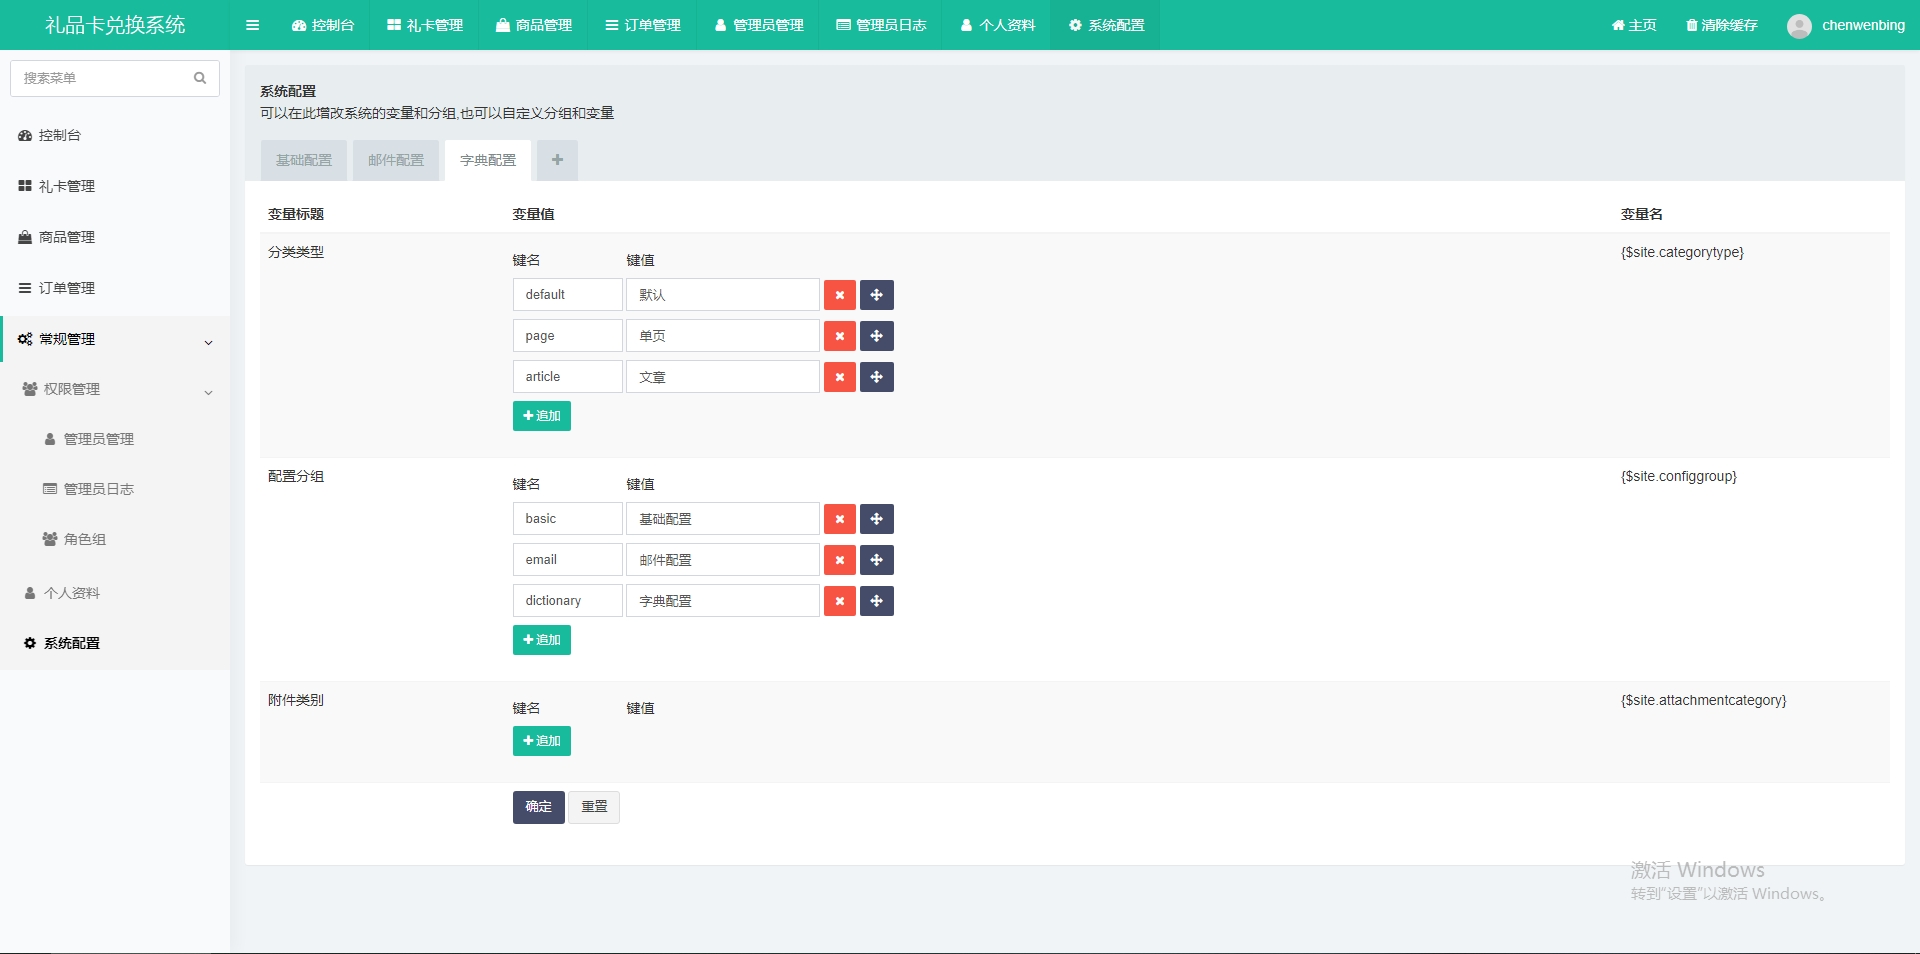 礼品卡兑换系统
控制台 礼卡管理 商品管理 订单管理 管理员管理 管理员日志 个人资料 系统配置 主页 清除缓存 chenwenbing
搜索菜单
控制台
礼卡管理
商品管理
订单管理
常规管理
权限管理
管理员管理
管理员日志
角色组
个人资料
系统配置
系统配置
可以在此增改系统的变量和分组,也可以自定义分组和变量
基础配置 邮件配置 字典配置
变量标题 变量值 变量名
分类类型 {$site.categorytype}
键名 键值
default 默认
page 单页
article 文章
追加
配置分组 {$site.configgroup}
键名 键值
basic 基础配置
email 邮件配置
dictionary 字典配置
追加
附件类别 {$site.attachmentcategory}
键名 键值
追加
确定 重置
激活 Windows
转到"设置"以激活 Windows。